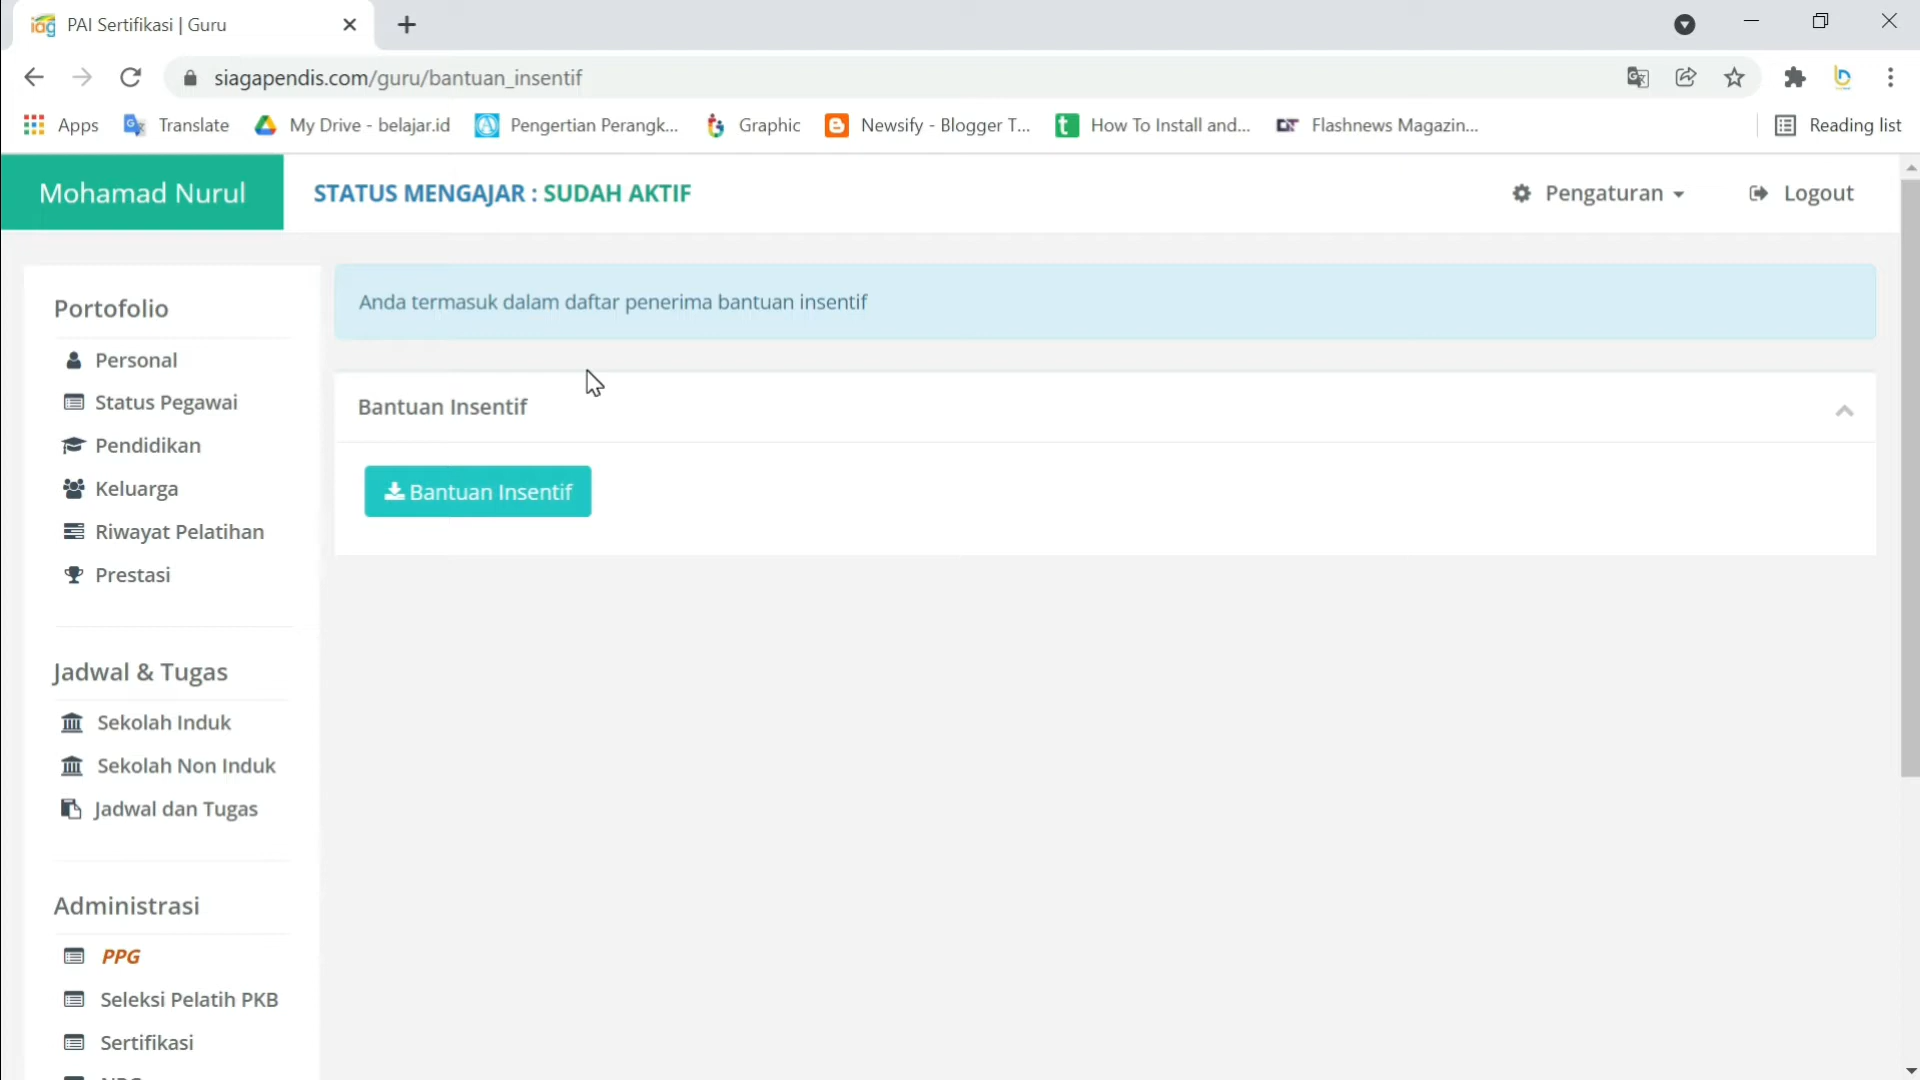 PAI Sertifikasi | Guru
siagapendis.com/guru/bantuan_insentif
Apps
Translate
My Drive - belajar.id
Pengertian Perangk...
Graphic
Newsify - Blogger T...
How To Install and...
Flashnews Magazin...
Reading list
Mohamad Nurul
STATUS MENGAJAR : SUDAH AKTIF
Pengaturan
Logout
Portofolio
Personal
Status Pegawai
Pendidikan
Keluarga
Riwayat Pelatihan
Prestasi
Jadwal & Tugas
Sekolah Induk
Sekolah Non Induk
Jadwal dan Tugas
Administrasi
PPG
Seleksi Pelatih PKB
Sertifikasi
Anda termasuk dalam daftar penerima bantuan insentif
Bantuan Insentif
Bantuan Insentif